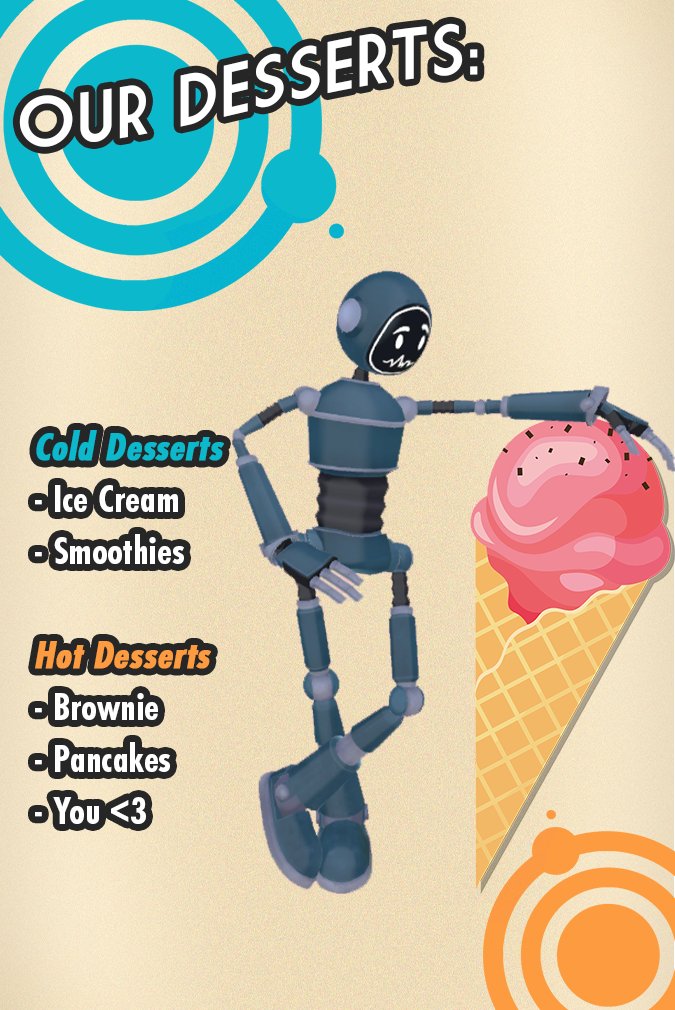 OUR DESSERTS:
Cold Desserts
- Ice Cream
- Smoothies
Hot Desserts
- Brownie
- Pancakes
- You <3